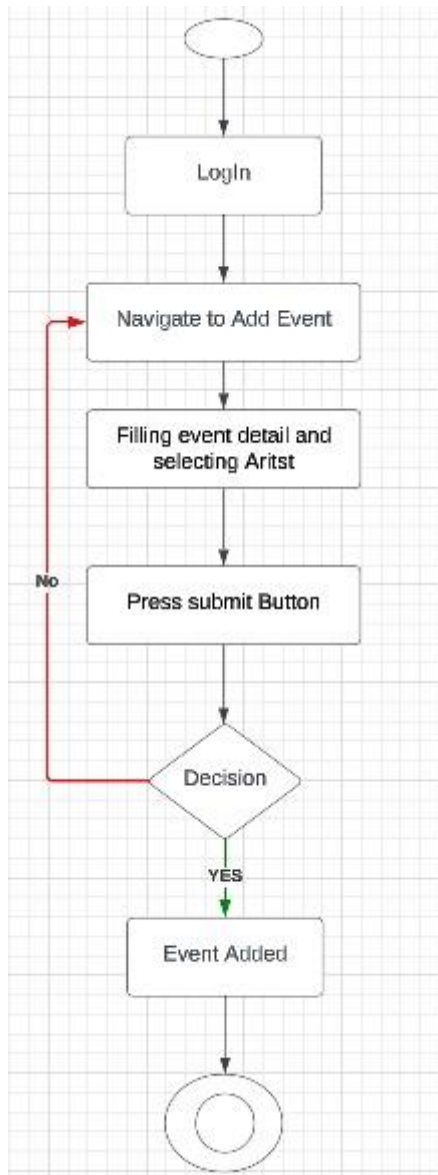 LogIn
Navigate to Add Event
Filling event detail and
selecting Aritst
No
Press submit Button
Decision
YES
Event Added